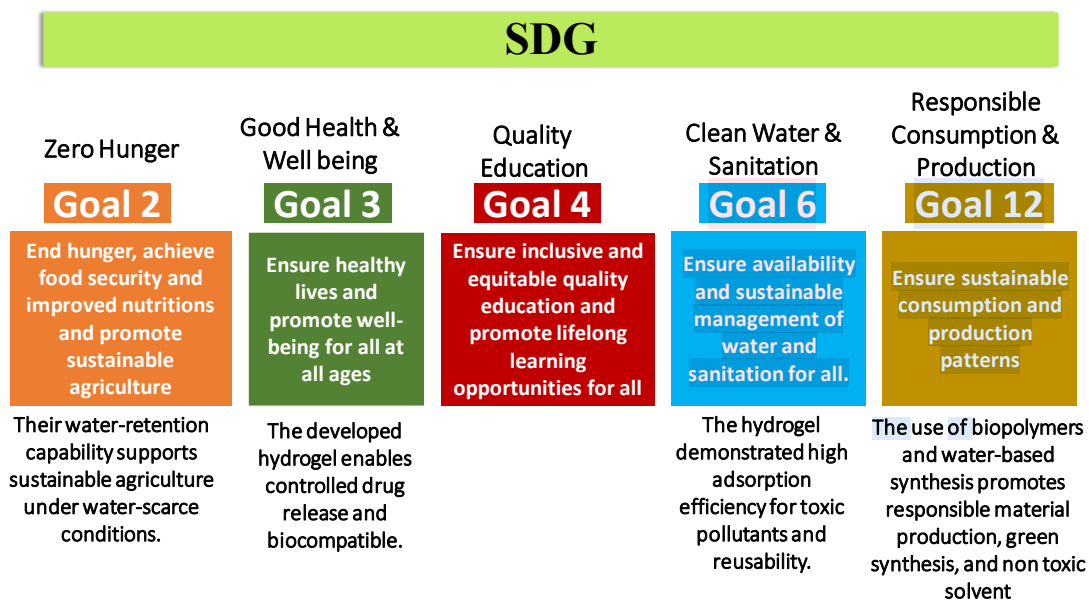 SDG
Zero Hunger
Goal 2
End hunger, achieve
food security and
improved nutritions
and promote
sustainable
agriculture
Their water-retention
capability supports
sustainable agriculture
under water-scarce
conditions.
Good Health &
Well being
Goal 3
Ensure healthy
lives and
promote well-
being for all at
all ages
The developed
hydrogel enables
controlled drug
release and
biocompatible.
Quality
Education
Goal 4
Ensure inclusive and
equitable quality
education and
promote lifelong
learning
opportunities for all
Clean Water &
Sanitation
Goal 6
Ensure availability
and sustainable
management of
water and
sanitation for all.
The hydrogel
demonstrated high
adsorption
efficiency for toxic
pollutants and
reusability.
Responsible
Consumption &
Production
Goal 12
Ensure sustainable
consumption and
production
patterns
The use of biopolymers
and water-based
synthesis promotes
responsible material
production, green
synthesis, and non toxic
solvent